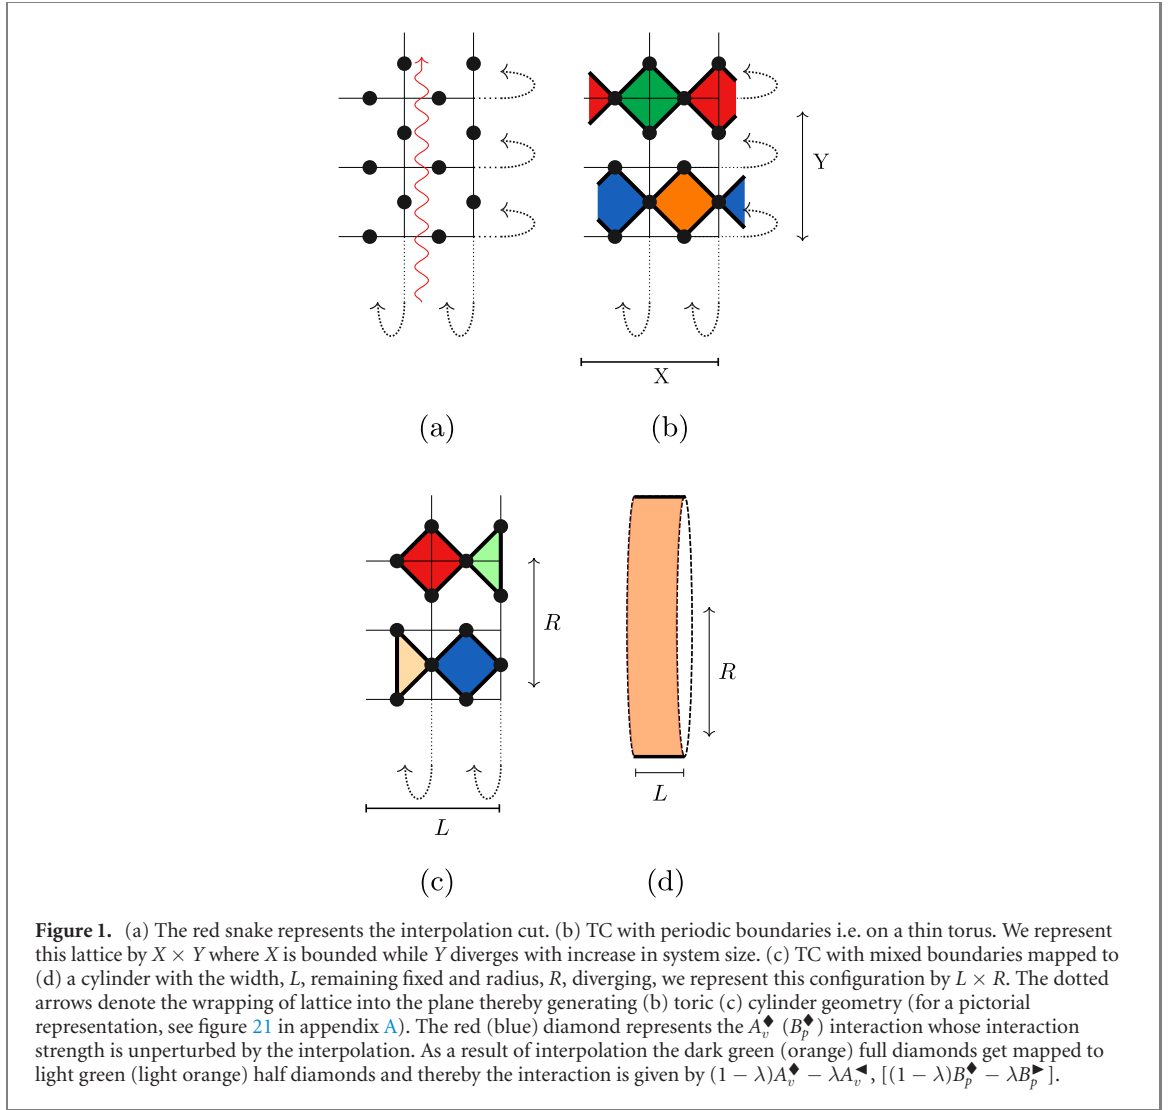 Y
X
(a)
(b)
R
R
L
L
(c)
(d)
Figure 1. (a) The red snake represents the interpolation cut. (b) TC with periodic boundaries i.e. on a thin torus. We represent
this lattice by X × Y where X is bounded while Y diverges with increase in system size. (c) TC with mixed boundaries mapped to
(d) a cylinder with the width, L, remaining fixed and radius, R, diverging, we represent this configuration by L × R. The dotted
arrows denote the wrapping of lattice into the plane thereby generating (b) toric (c) cylinder geometry (for a pictorial
representation, see figure 21 in appendix A). The red (blue) diamond represents the A_v^♦ (B_p^♦) interaction whose interaction
strength is unperturbed by the interpolation. As a result of interpolation the dark green (orange) full diamonds get mapped to
light green (light orange) half diamonds and thereby the interaction is given by (1 − λ)A_v^♦ − λA_v^◄, [(1 − λ)B_p^♦ − λB_p^►].